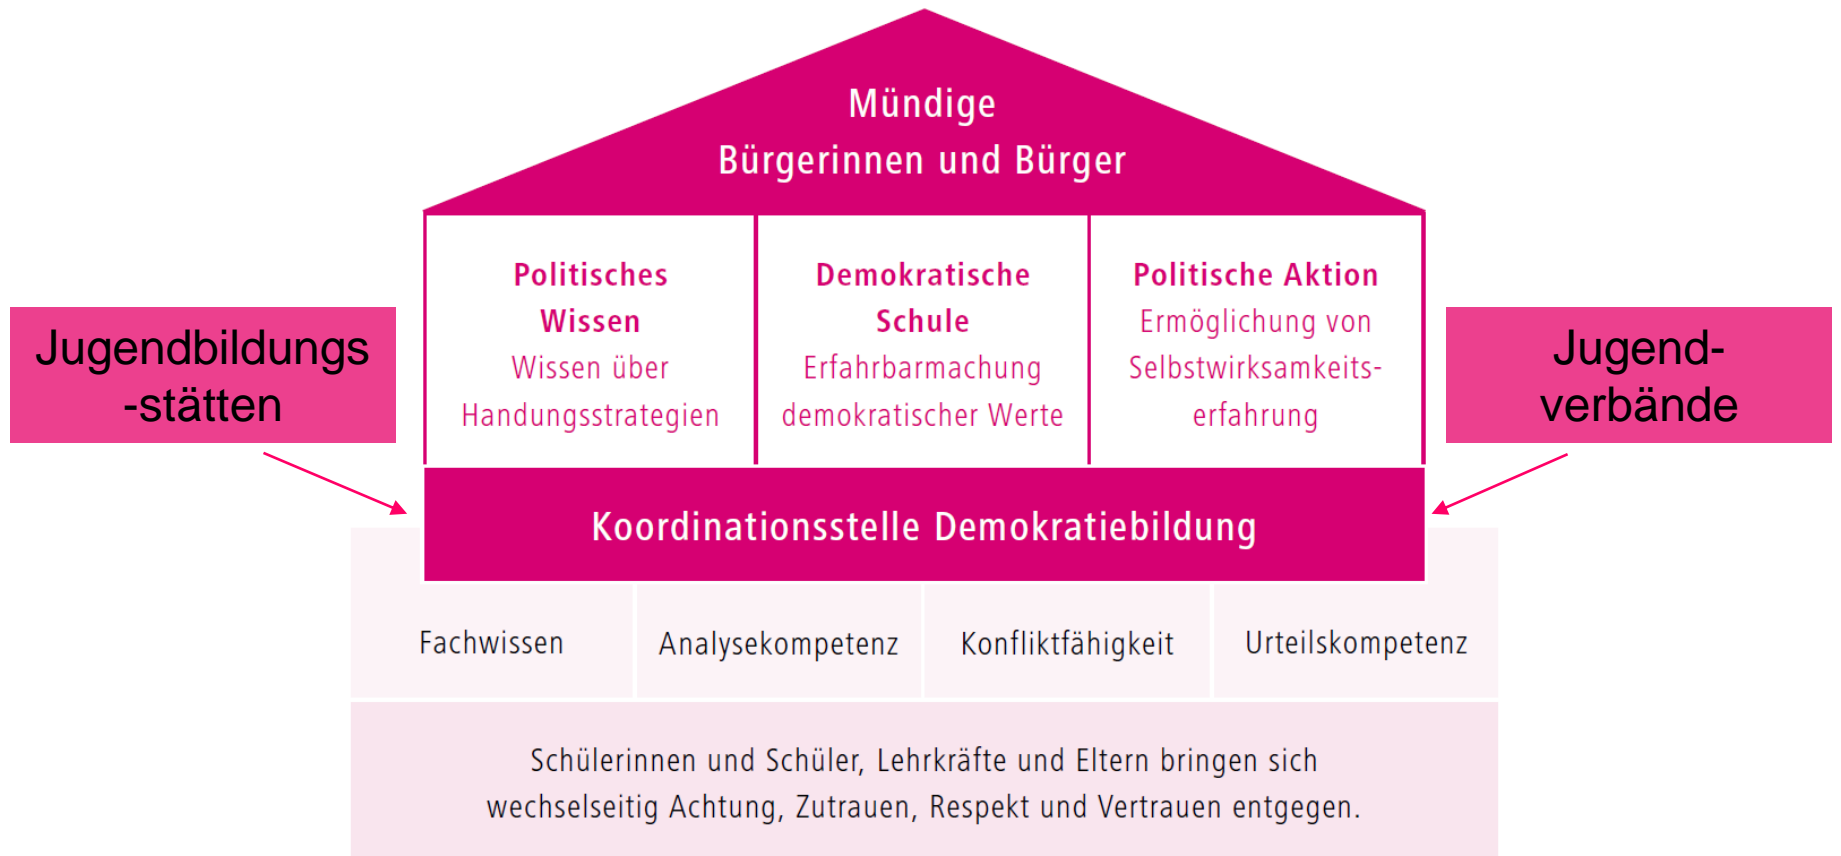 Mündige
Bürgerinnen und Bürger
Politisches
Wissen
Wissen über
Handungsstrategien
Demokratische
Schule
Erfahrbarmachung
demokratischer Werte
Politische Aktion
Ermöglichung von
Selbstwirksamkeits-
erfahrung
Jugendbildungs
-stätten
Jugend-
verbände
Koordinationsstelle Demokratiebildung
Fachwissen
Analysekompetenz
Konfliktfähigkeit
Urteilskompetenz
Schülerinnen und Schüler, Lehrkräfte und Eltern bringen sich
wechselseitig Achtung, Zutrauen, Respekt und Vertrauen entgegen.